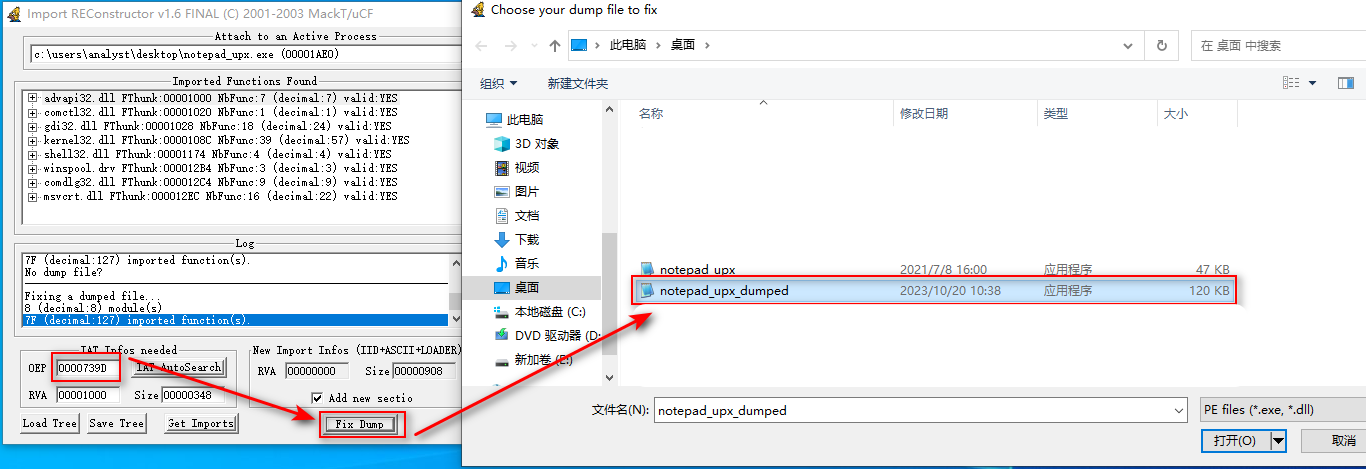 Import REConstructor v1.6 FINAL (C) 2001-2003 MackT/uCF
Attach to an Active Process
c:\users\analyst\desktop\notepad_upx.exe (00001AE0)
Imported Functions Found
advapi32.dll FThunk:00001000 NbFunc:7 (decimal:7) valid:YES
comctl32.dll FThunk:00001020 NbFunc:1 (decimal:1) valid:YES
gdi32.dll FThunk:00001028 NbFunc:18 (decimal:24) valid:YES
kernel32.dll FThunk:0000108C NbFunc:39 (decimal:57) valid:YES
shell32.dll FThunk:00001174 NbFunc:4 (decimal:4) valid:YES
winspool.drv FThunk:000012B4 NbFunc:3 (decimal:3) valid:YES
comdlg32.dll FThunk:000012C4 NbFunc:9 (decimal:9) valid:YES
msvcrt.dll FThunk:000012EC NbFunc:16 (decimal:22) valid:YES
Log
7F (decimal:127) imported function(s).
No dump file?
Fixing a dumped file...
8 (decimal:8) module(s)
7F (decimal:127) imported function(s).
IAT Infos needed
OEP 0000739D IAT AutoSearch
RVA 00001000 Size 00000348
New Import Infos (IID+ASCII+LOADER)
RVA 00000000 Size 00000908
Add new sectio
Load Tree Save Tree Get Imports Fix Dump
Choose your dump file to fix
此电脑 桌面
在 桌面 中搜索
组织 新建文件夹
名称 修改日期 类型 大小
此电脑
3D 对象
视频
图片
文档
下载
音乐
桌面
本地磁盘 (C:)
DVD 驱动器 (D:
新加卷 (E:)
notepad_upx 2021/7/8 16:00 应用程序 47 KB
notepad_upx_dumped 2023/10/20 10:38 应用程序 120 KB
文件名(N): notepad_upx_dumped PE files (*.exe, *.dll)
打开(O) 取消